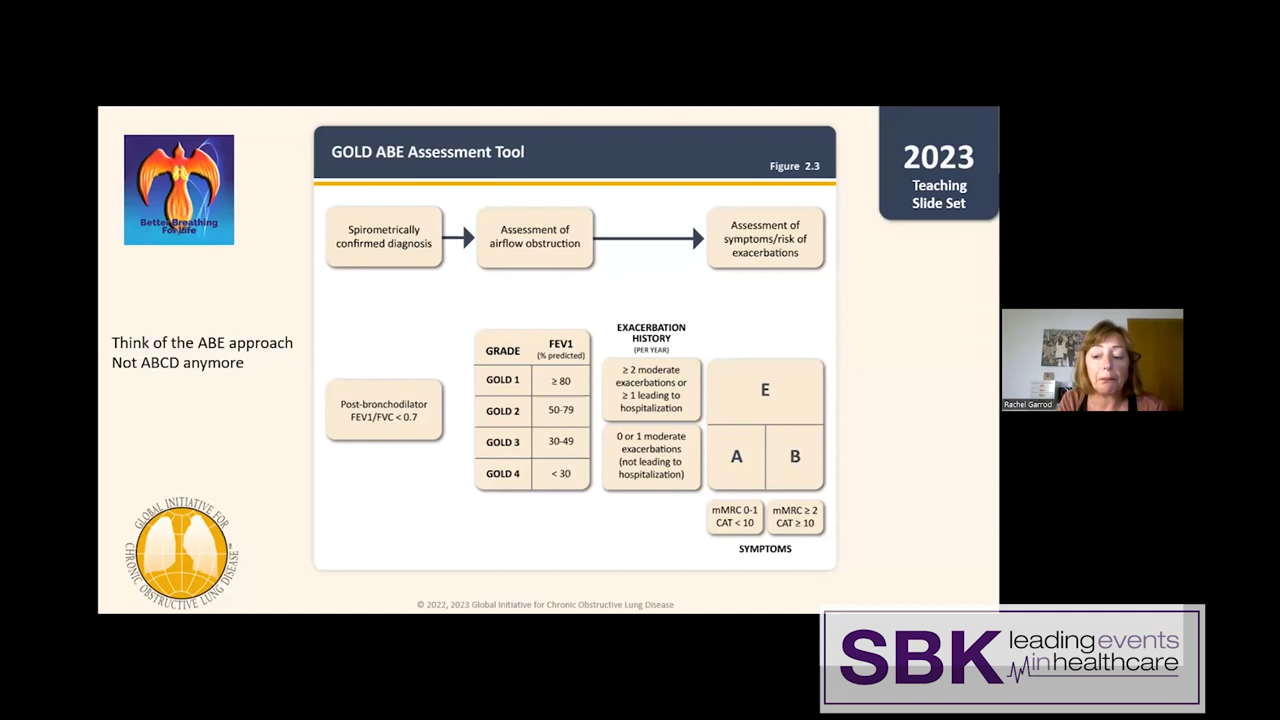 GOLD ABE Assessment Tool
Figure 2.3
2023
Teaching
Slide Set
Better Breathing
For Life
Spirometrically
confirmed diagnosis
Assessment of
airflow obstruction
Assessment of
symptoms/risk of
exacerbations
Think of the ABE approach
Not ABCD anymore
Post-bronchodilator
FEV1/FVC < 0.7
GRADE
FEV1
(% predicted)
GOLD 1
≥ 80
GOLD 2
50-79
GOLD 3
30-49
GOLD 4
< 30
EXACERBATION
HISTORY
(PER YEAR)
≥ 2 moderate
exacerbations or
≥ 1 leading to
hospitalization
0 or 1 moderate
exacerbations
(not leading to
hospitalization)
E
A
B
mMRC 0-1
CAT < 10
mMRC ≥ 2
CAT ≥ 10
SYMPTOMS
GLOBAL INITIATIVE FOR
CHRONIC OBSTRUCTIVE LUNG DISEASE
© 2022, 2023 Global Initiative for Chronic Obstructive Lung Disease
Rachel Garrod
SBK
leading events
in healthcare